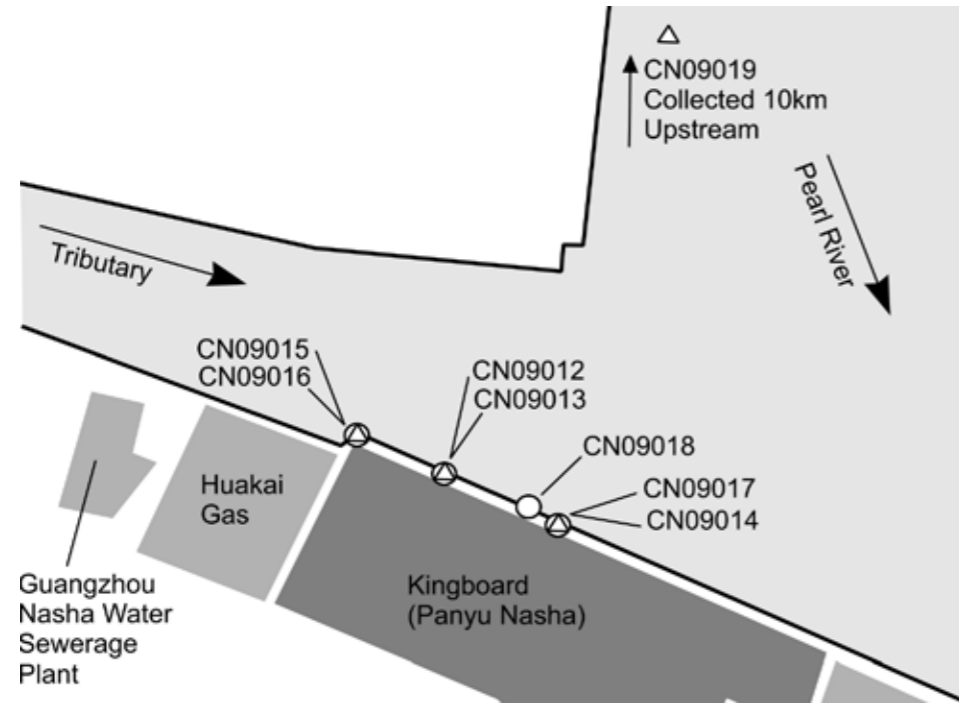 CN09019
Collected 10km
Upstream
Pearl River
Tributary
CN09015
CN09016
CN09012
CN09013
CN09018
CN09017
CN09014
Huakai
Gas
Kingboard
(Panyu Nasha)
Guangzhou
Nasha Water
Sewerage
Plant